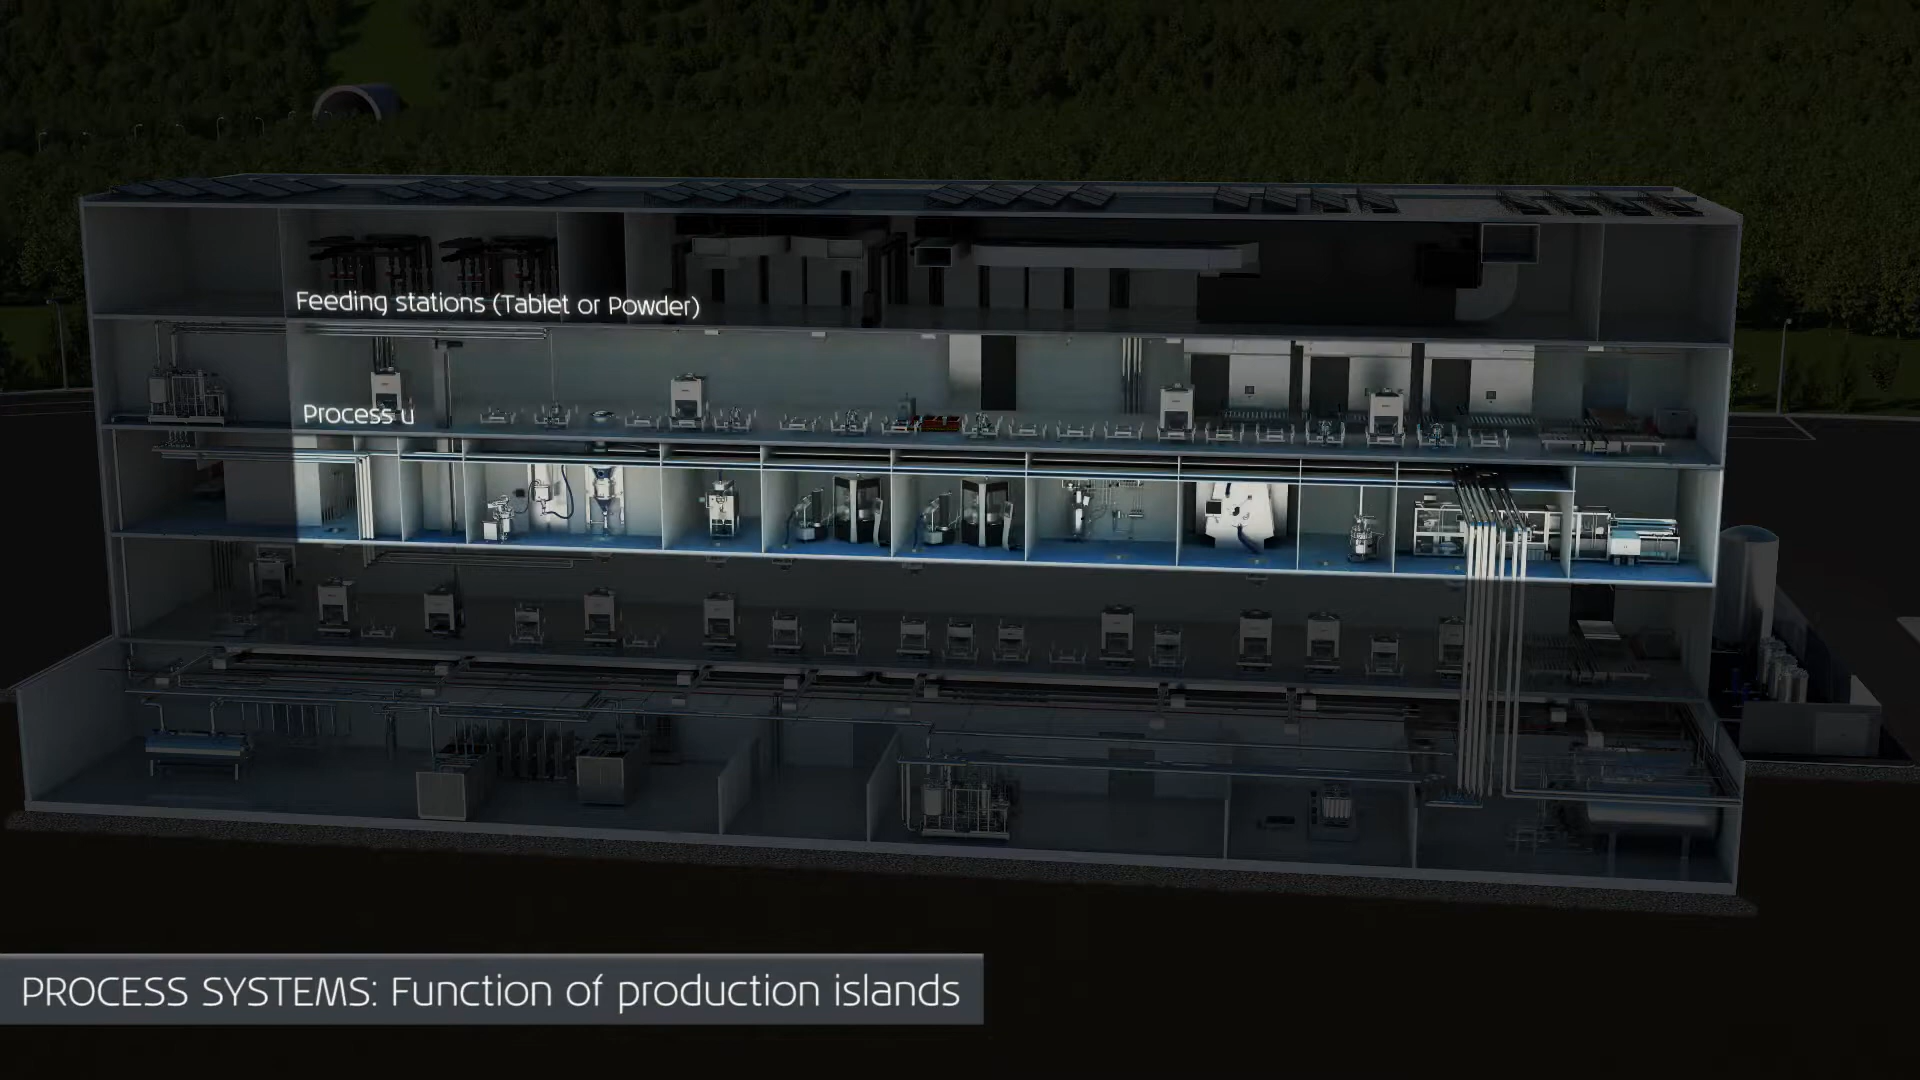 Feeding stations (Tablet or Powder)
Process u
PROCESS SYSTEMS: Function of production islands